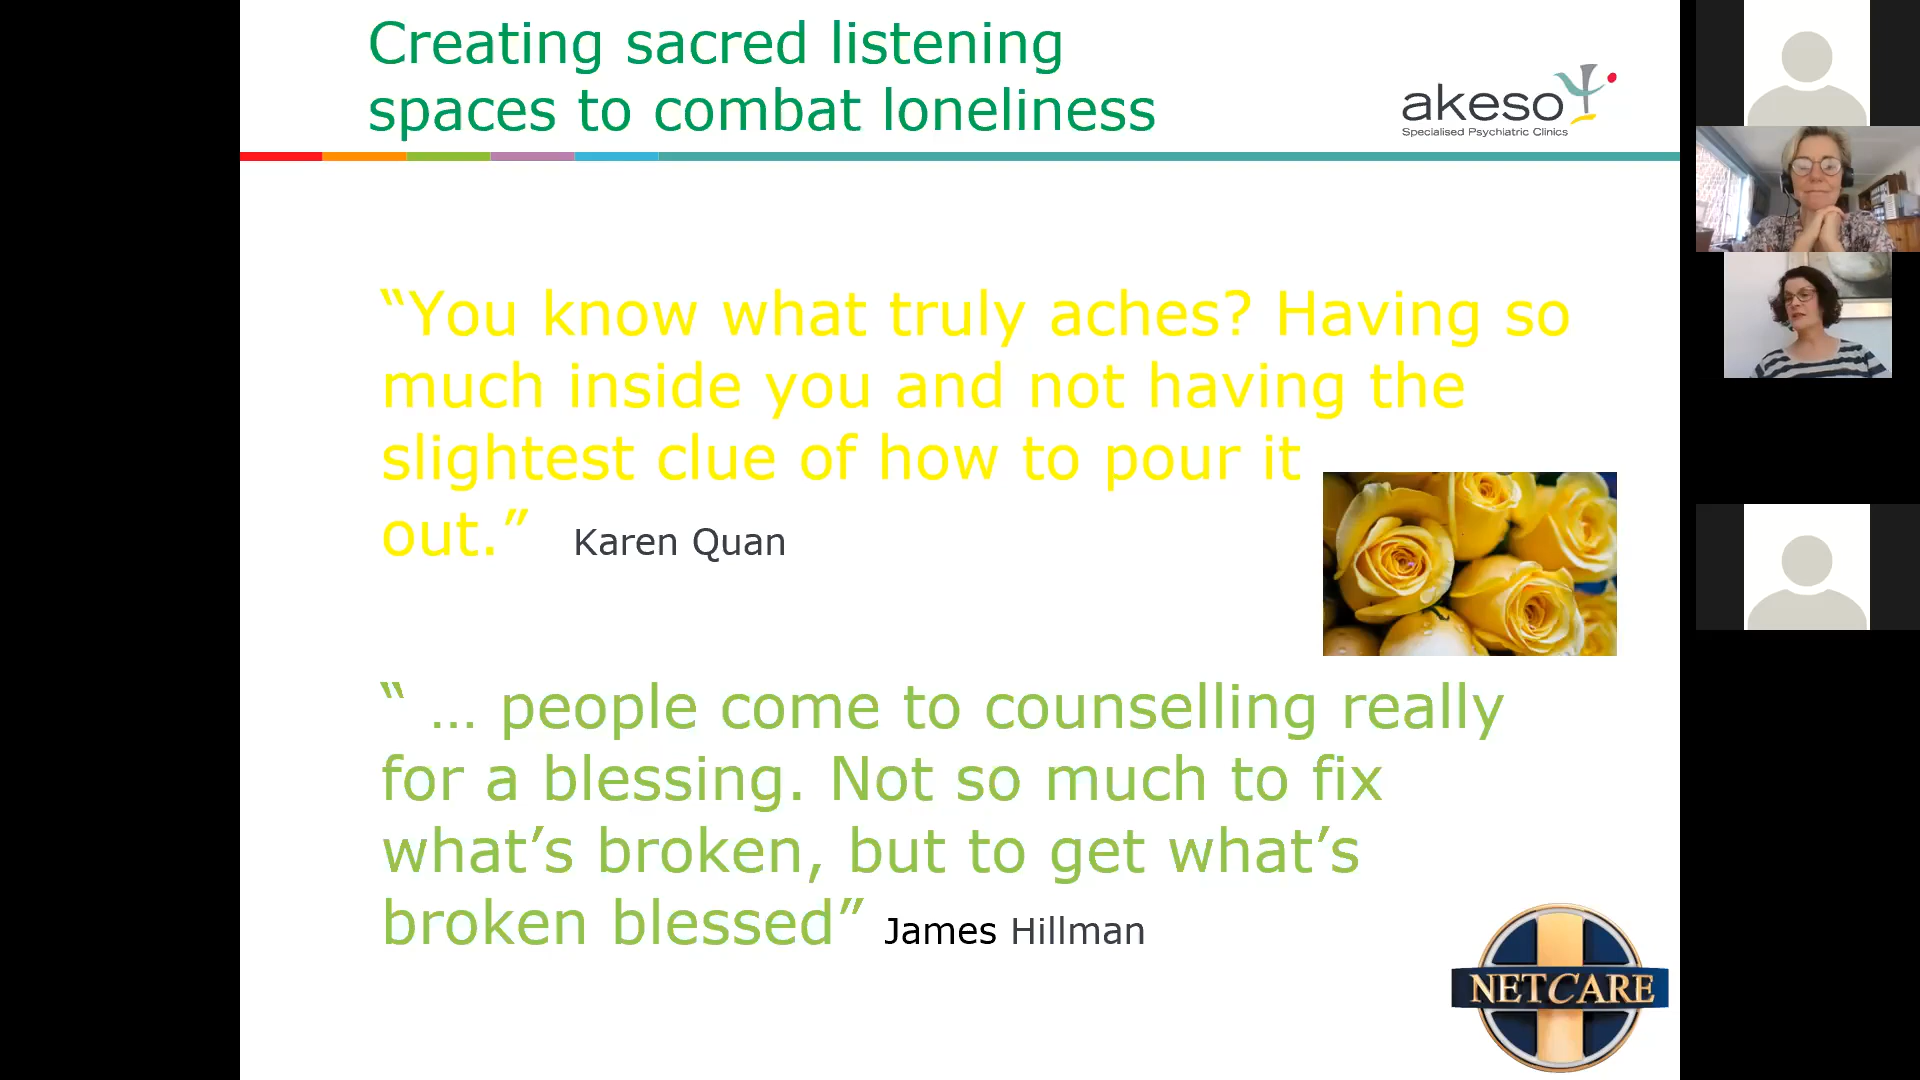 Creating sacred listening
spaces to combat loneliness
akeso
Specialised Psychiatric Clinics
“You know what truly aches? Having so
much inside you and not having the
slightest clue of how to pour it
out.” Karen Quan
“ … people come to counselling really
for a blessing. Not so much to fix
what’s broken, but to get what’s
broken blessed” James Hillman
NETCARE